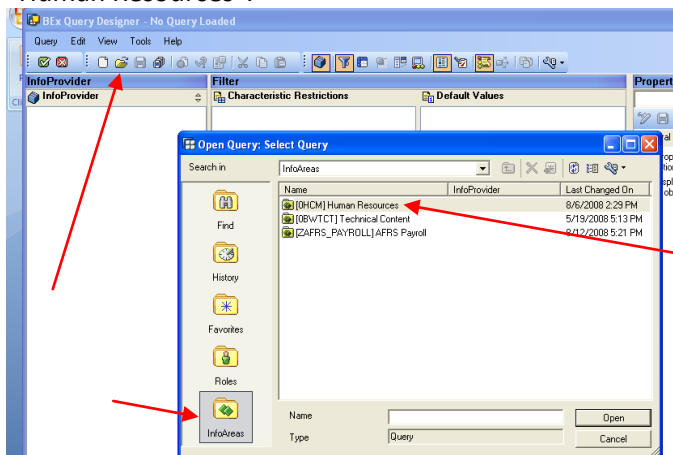 BEx Query Designer - No Query Loaded
Query Edit View Tools Help
InfoProvider Filter
InfoProvider Characteristic Restrictions Default Values
Open Query: Select Query
Search in InfoAreas
Name InfoProvider Last Changed On
[0HCM] Human Resources 8/6/2008 2:29 PM
[0BWTCT] Technical Content 5/19/2008 5:13 PM
[ZAFRS_PAYROLL] AFRS Payroll 8/12/2008 5:21 PM
Find
History
Favorites
Roles
InfoAreas
Name Open
Type Query Cancel